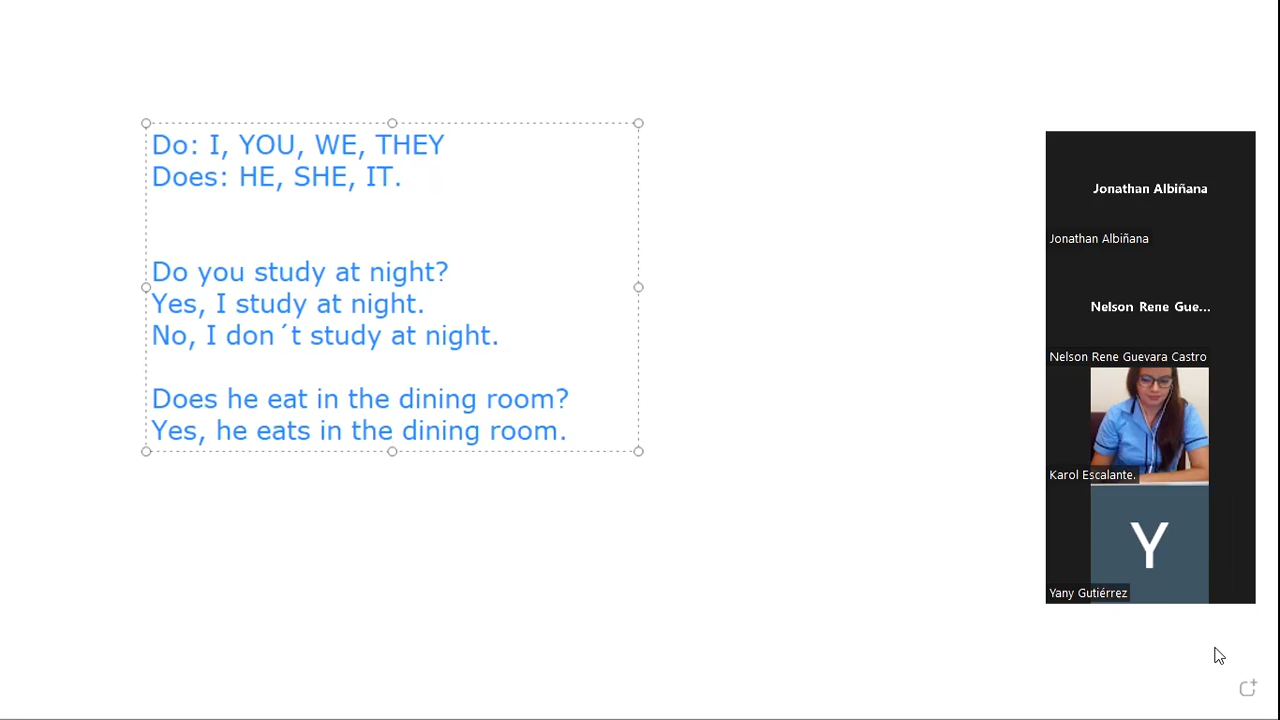 Do: I, YOU, WE, THEY
Does: HE, SHE, IT.
Do you study at night?
Yes, I study at night.
No, I don´t study at night.
Does he eat in the dining room?
Yes, he eats in the dining room.
Jonathan Albiñana
Jonathan Albiñana
Nelson Rene Gue...
Nelson Rene Guevara Castro
Karol Escalante.
Y
Yany Gutiérrez